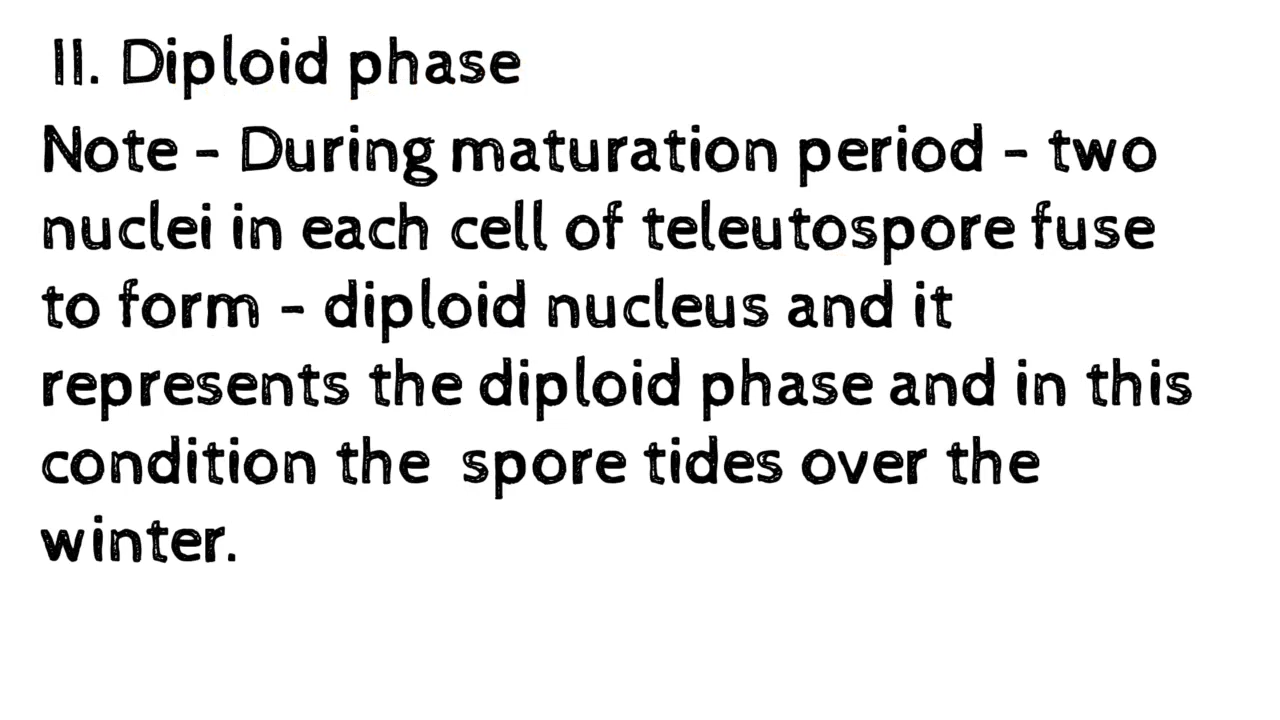 II. Diploid phase
Note - During maturation period - two
nuclei in each cell of teleutospore fuse
to form - diploid nucleus and it
represents the diploid phase and in this
condition the spore tides over the
winter.